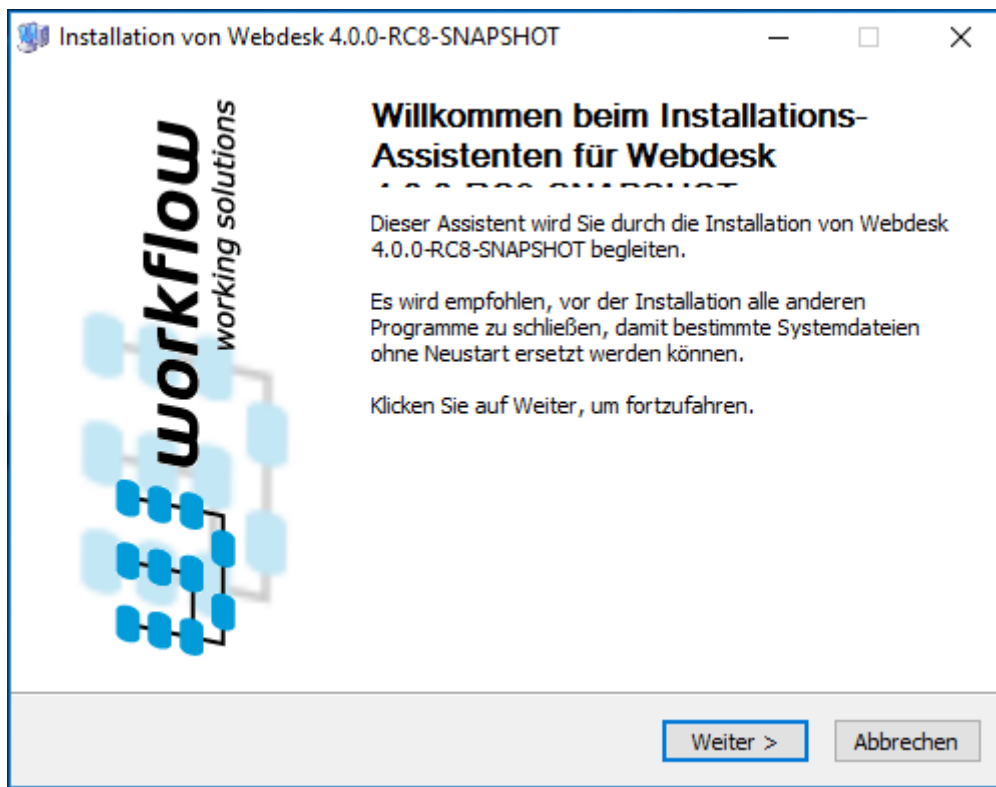 Installation von Webdesk 4.0.0-RC8-SNAPSHOT
workflow
working solutions
Willkommen beim Installations-
Assistenten für Webdesk
Dieser Assistent wird Sie durch die Installation von Webdesk
4.0.0-RC8-SNAPSHOT begleiten.
Es wird empfohlen, vor der Installation alle anderen
Programme zu schließen, damit bestimmte Systemdateien
ohne Neustart ersetzt werden können.
Klicken Sie auf Weiter, um fortzufahren.
Weiter >
Abbrechen